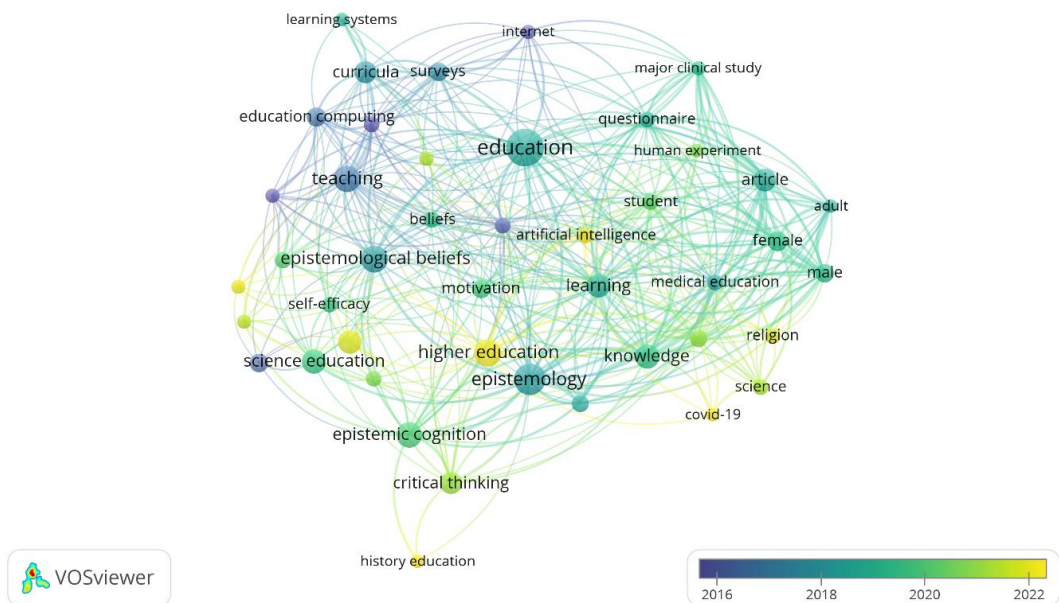 learning systems
internet
curricula
surveys
major clinical study
education computing
questionnaire
education
human experiment
teaching
article
student
adult
beliefs
artificial intelligence
female
epistemological beliefs
male
medical education
learning
motivation
self-efficacy
religion
higher education
knowledge
science education
epistemology
science
covid-19
epistemic cognition
critical thinking
history education
VOSviewer
2016
2018
2020
2022